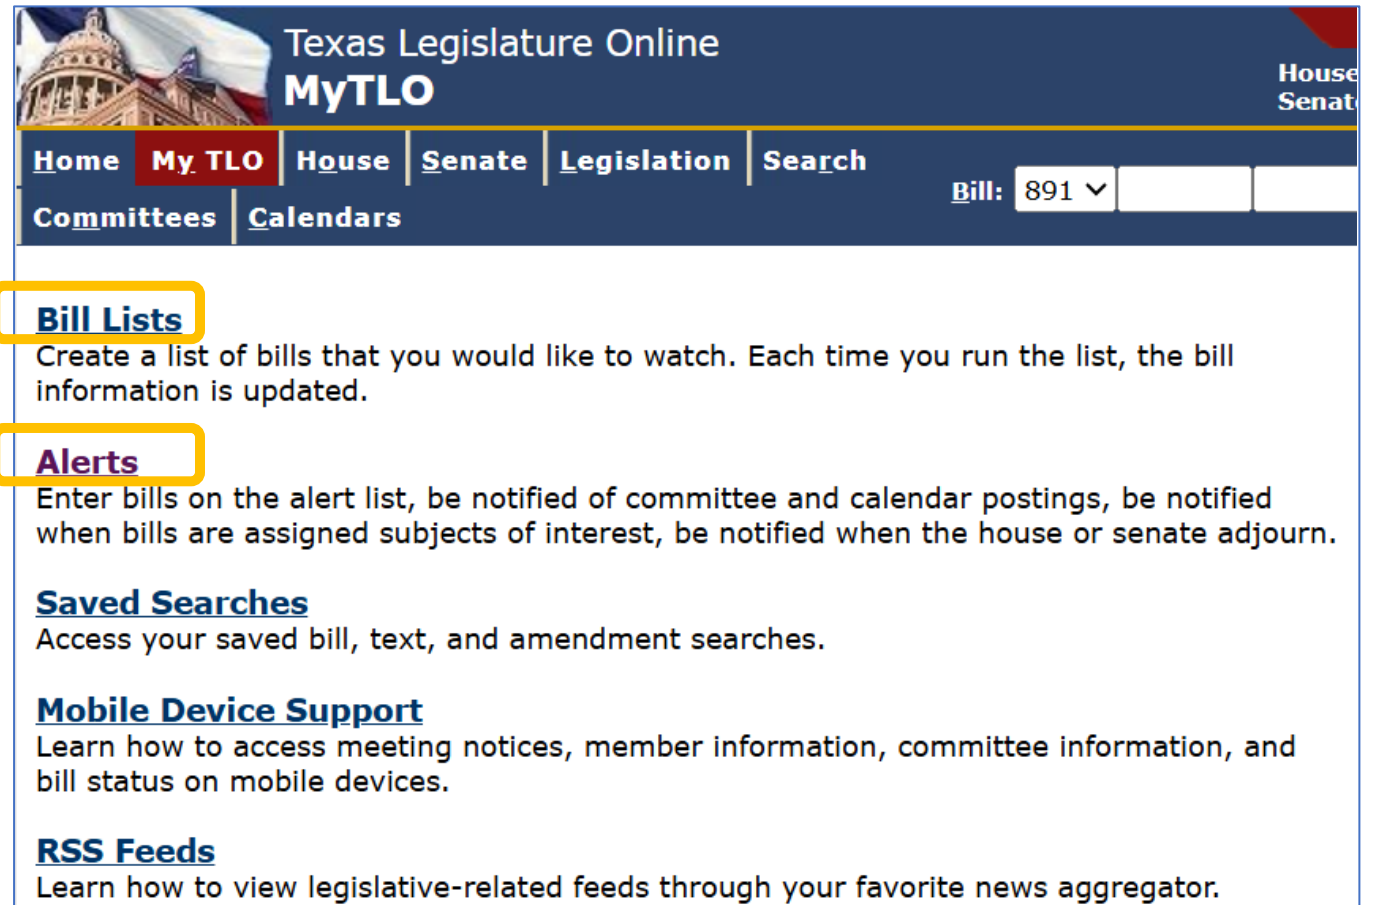 Texas Legislature Online
MyTLO
House
Senat
Home My TLO House Senate Legislation Search
Committees Calendars
Bill: 891
Bill Lists
Create a list of bills that you would like to watch. Each time you run the list, the bill
information is updated.
Alerts
Enter bills on the alert list, be notified of committee and calendar postings, be notified
when bills are assigned subjects of interest, be notified when the house or senate adjourn.
Saved Searches
Access your saved bill, text, and amendment searches.
Mobile Device Support
Learn how to access meeting notices, member information, committee information, and
bill status on mobile devices.
RSS Feeds
Learn how to view legislative-related feeds through your favorite news aggregator.